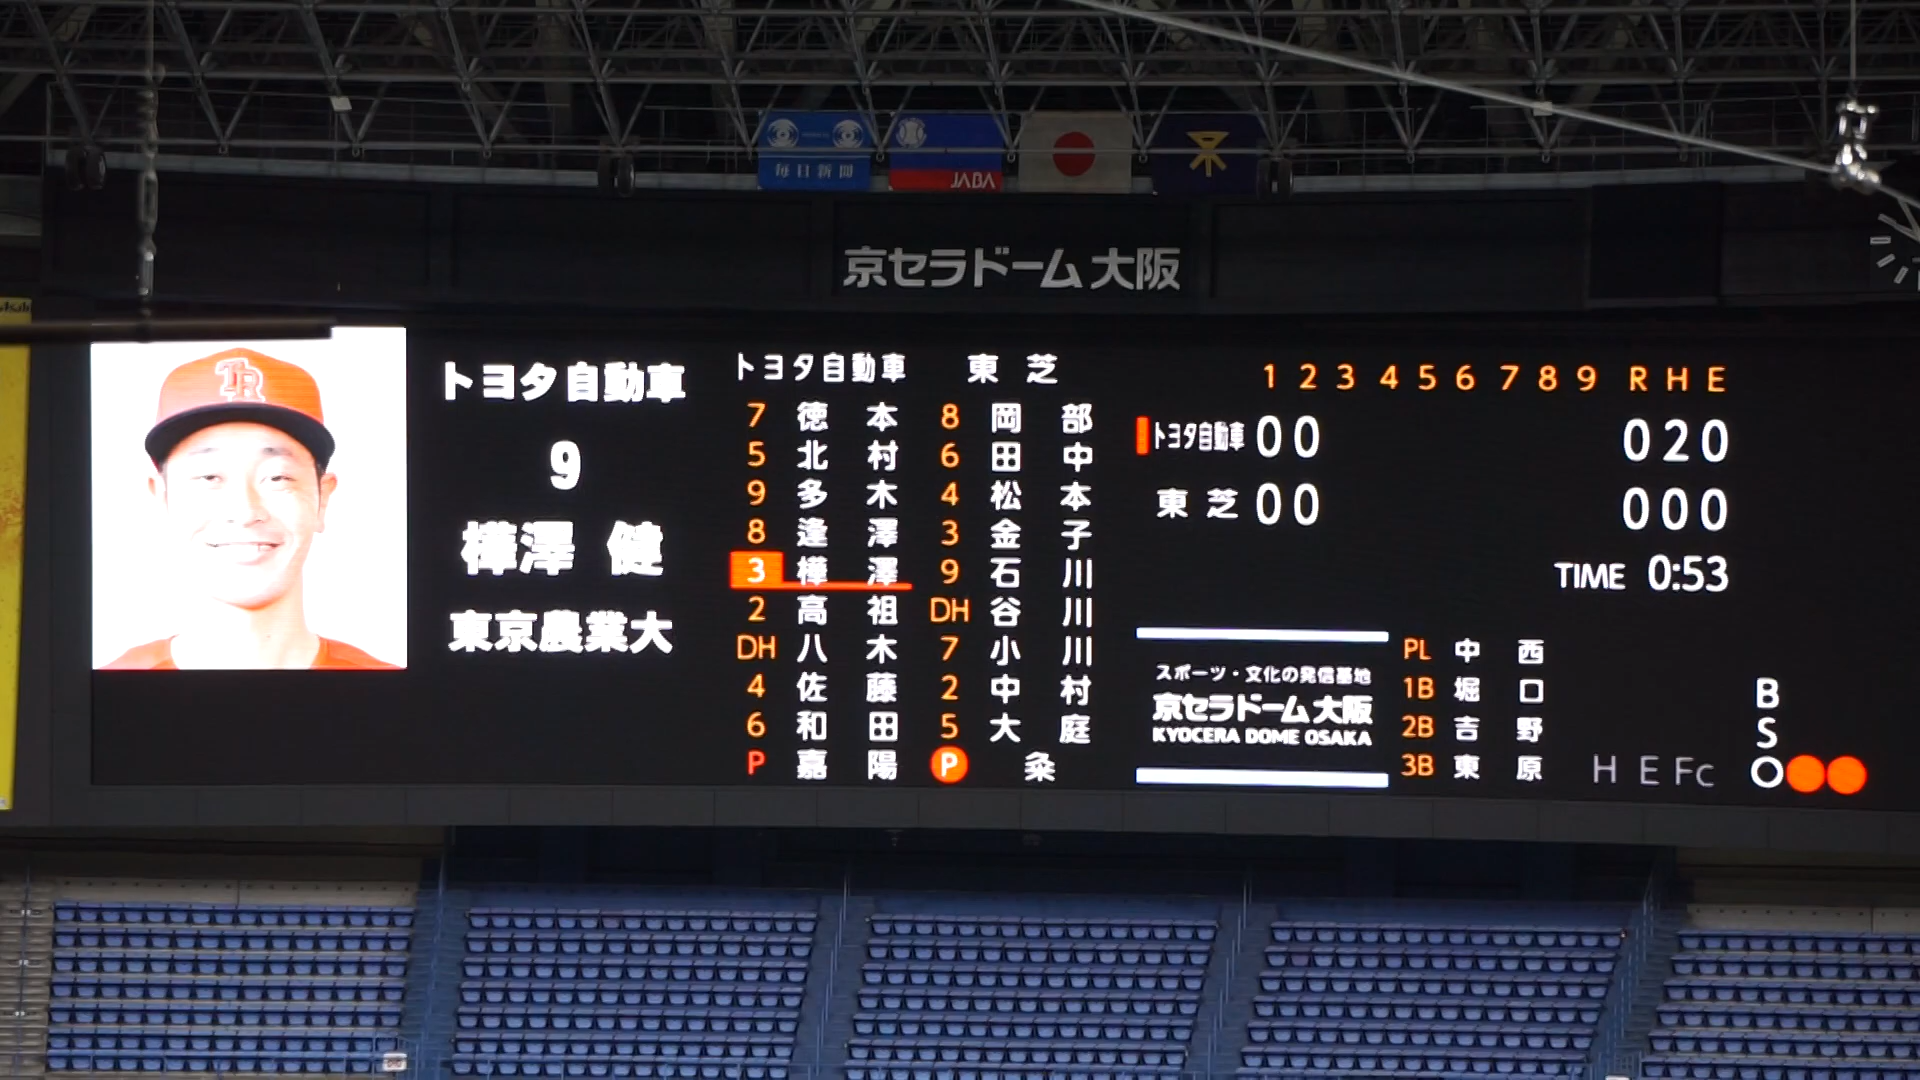 毎日新聞
JABA
京セラドーム大阪
トヨタ自動車
9
樺澤 健
東京農業大
トヨタ自動車 東芝
7 徳本 8 岡部
5 北村 6 田中
9 多木 4 松本
8 逢澤 3 金子
3 樺澤 9 石川
2 高祖 DH 谷川
DH 八木 7 小川
4 佐藤 2 中村
6 和田 5 大庭
P 嘉陽 P 粂
1 2 3 4 5 6 7 8 9 R H E
トヨタ自動車 0 0 0 2 0
東芝 0 0 0 0 0
TIME 0:53
スポーツ・文化の発信基地
京セラドーム大阪
KYOCERA DOME OSAKA
PL 中西
1B 堀口
2B 吉野
3B 東原
H E Fc
B
S
O